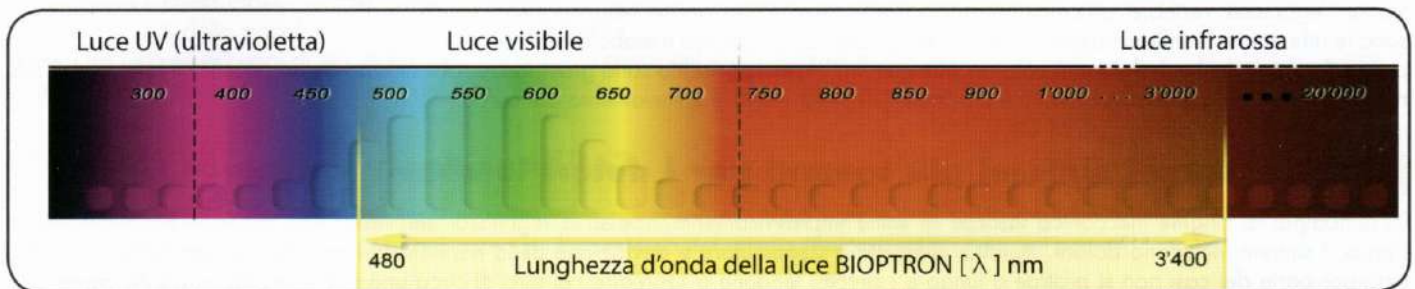 Luce UV (ultravioletta) Luce visibile Luce infrarossa
300 400 450 500 550 600 650 700 750 800 850 900 1'000 . . . . 3'000 . . . . 20'000
480 Lunghezza d'onda della luce BIOPTRON [ λ ] nm 3'400